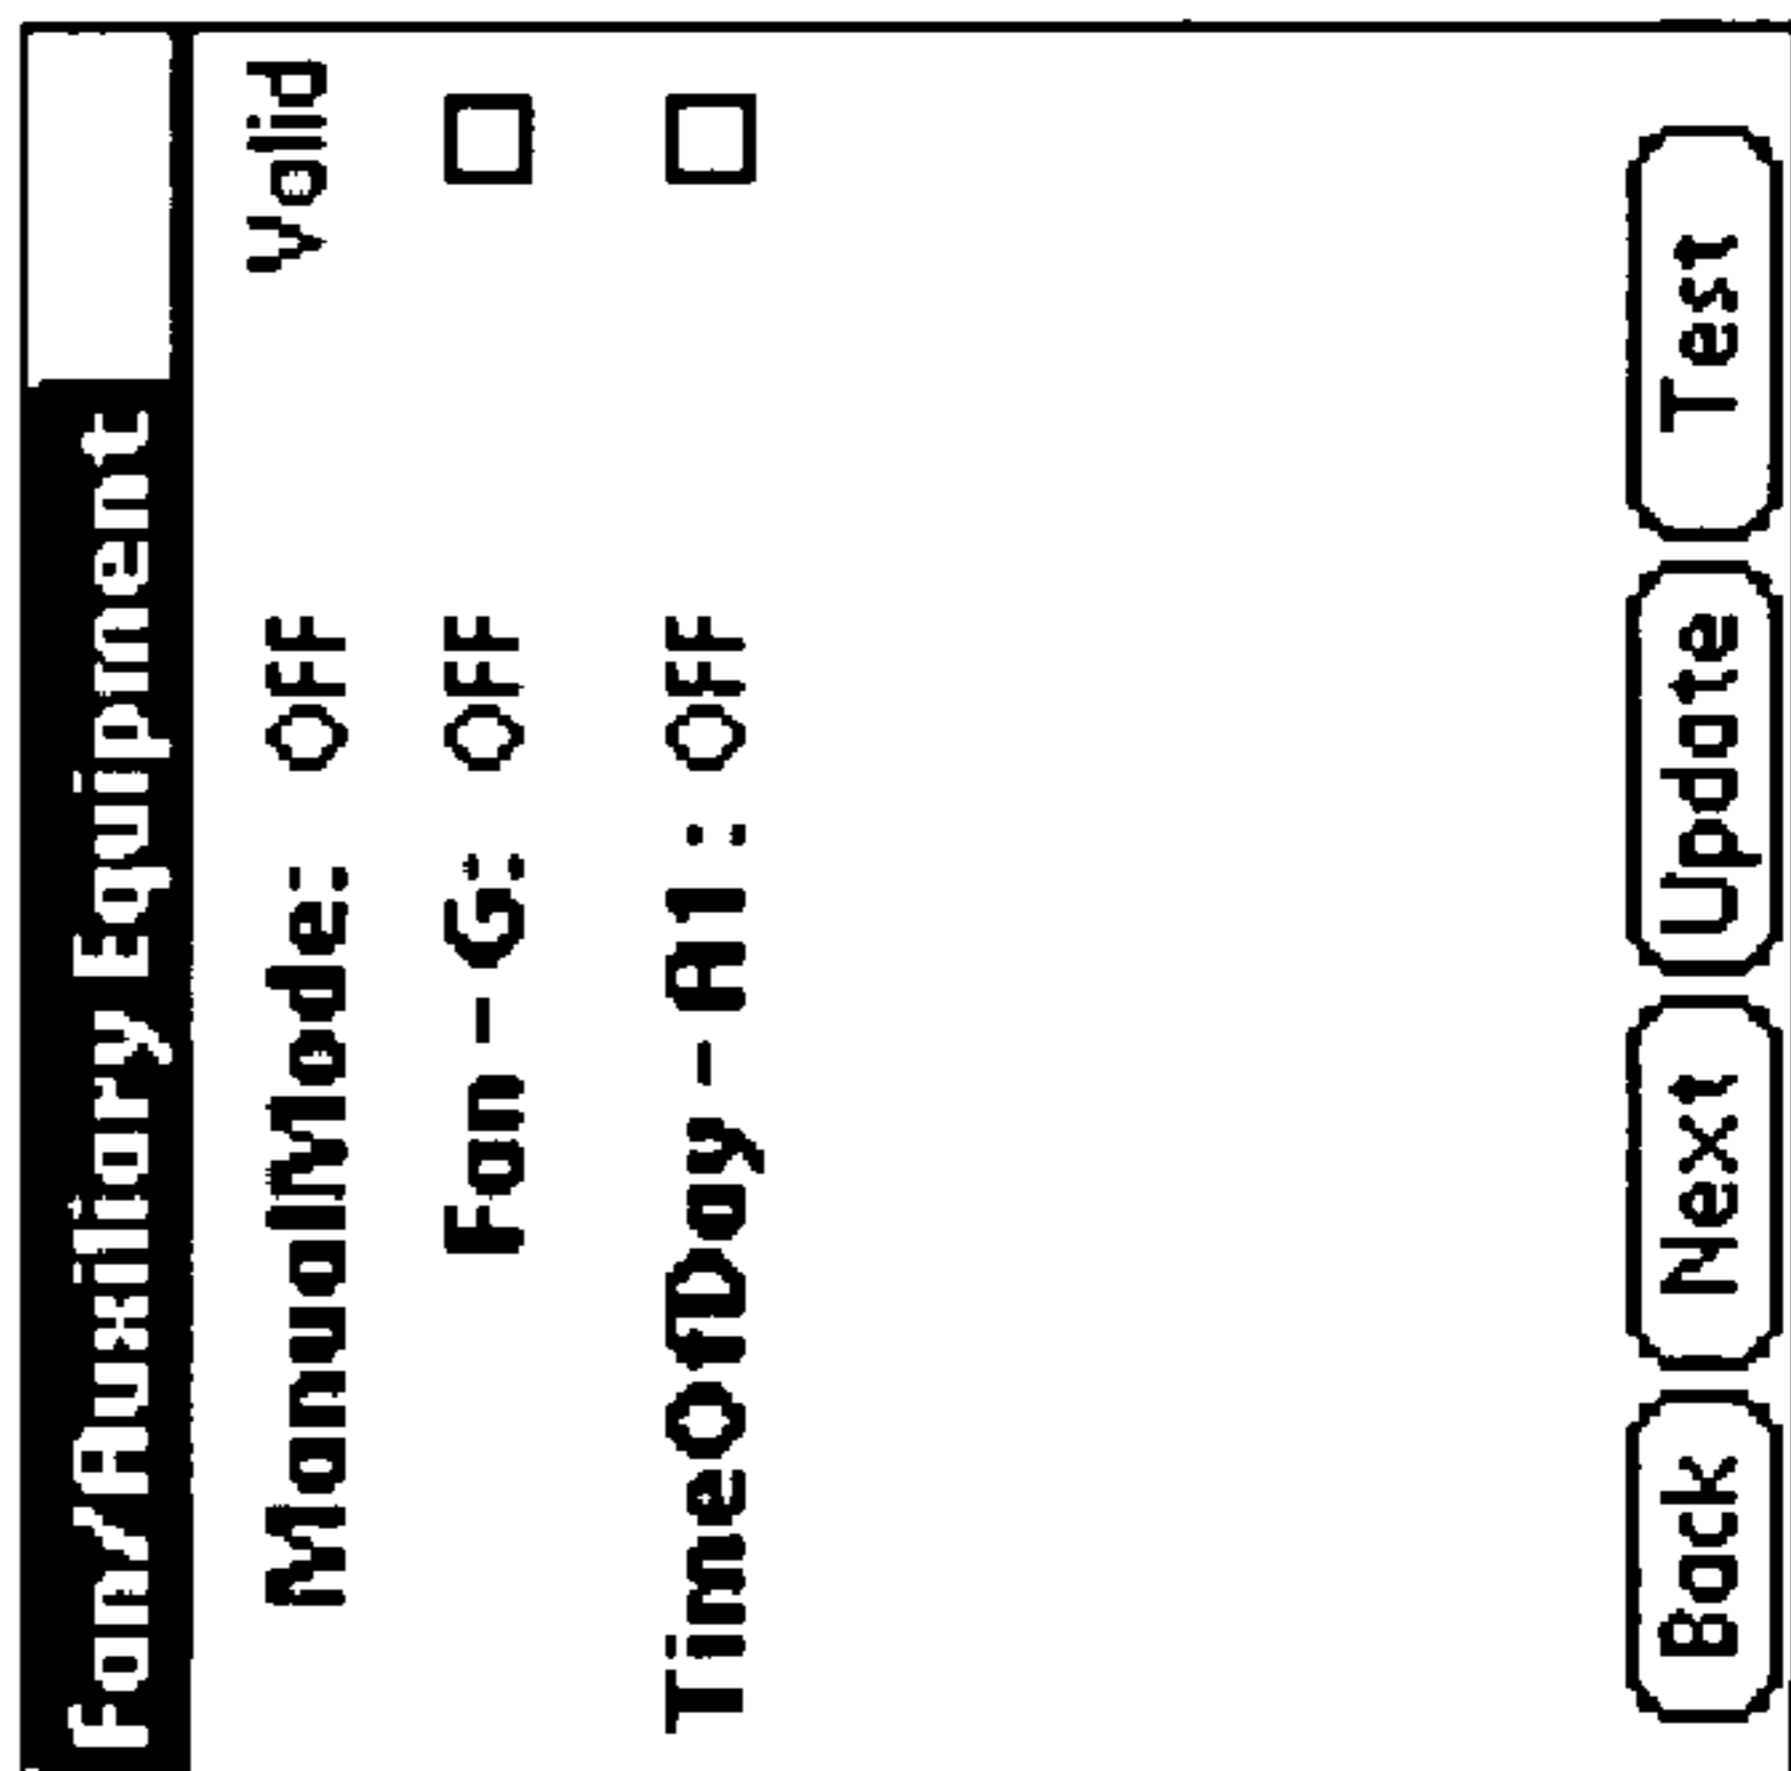 Fan/Auxiliary Equipment
Valid
ManualMode: OFF
Fan - G: OFF
TimeOfDay - A1: OFF
Back Next Update Test